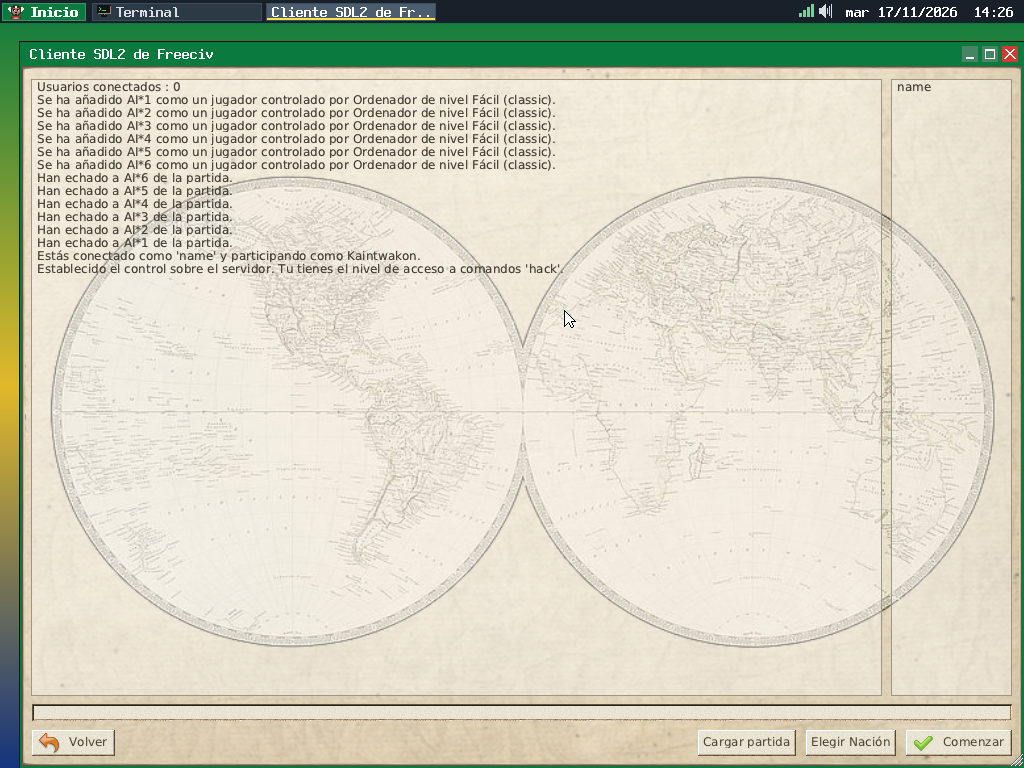 Inicio
Terminal
Cliente SDL2 de Fr..
mar 17/11/2026
14:26
Cliente SDL2 de Freeciv
Usuarios conectados : 0
Se ha añadido AI*1 como un jugador controlado por Ordenador de nivel Fácil (classic).
Se ha añadido AI*2 como un jugador controlado por Ordenador de nivel Fácil (classic).
Se ha añadido AI*3 como un jugador controlado por Ordenador de nivel Fácil (classic).
Se ha añadido AI*4 como un jugador controlado por Ordenador de nivel Fácil (classic).
Se ha añadido AI*5 como un jugador controlado por Ordenador de nivel Fácil (classic).
Se ha añadido AI*6 como un jugador controlado por Ordenador de nivel Fácil (classic).
Han echado a AI*6 de la partida.
Han echado a AI*5 de la partida.
Han echado a AI*4 de la partida.
Han echado a AI*3 de la partida.
Han echado a AI*2 de la partida.
Han echado a AI*1 de la partida.
Estás conectado como 'name' y participando como Kaintwakon.
Establecido el control sobre el servidor. Tu tienes el nivel de acceso a comandos 'hack'.
name
Volver
Cargar partida
Elegir Nación
Comenzar